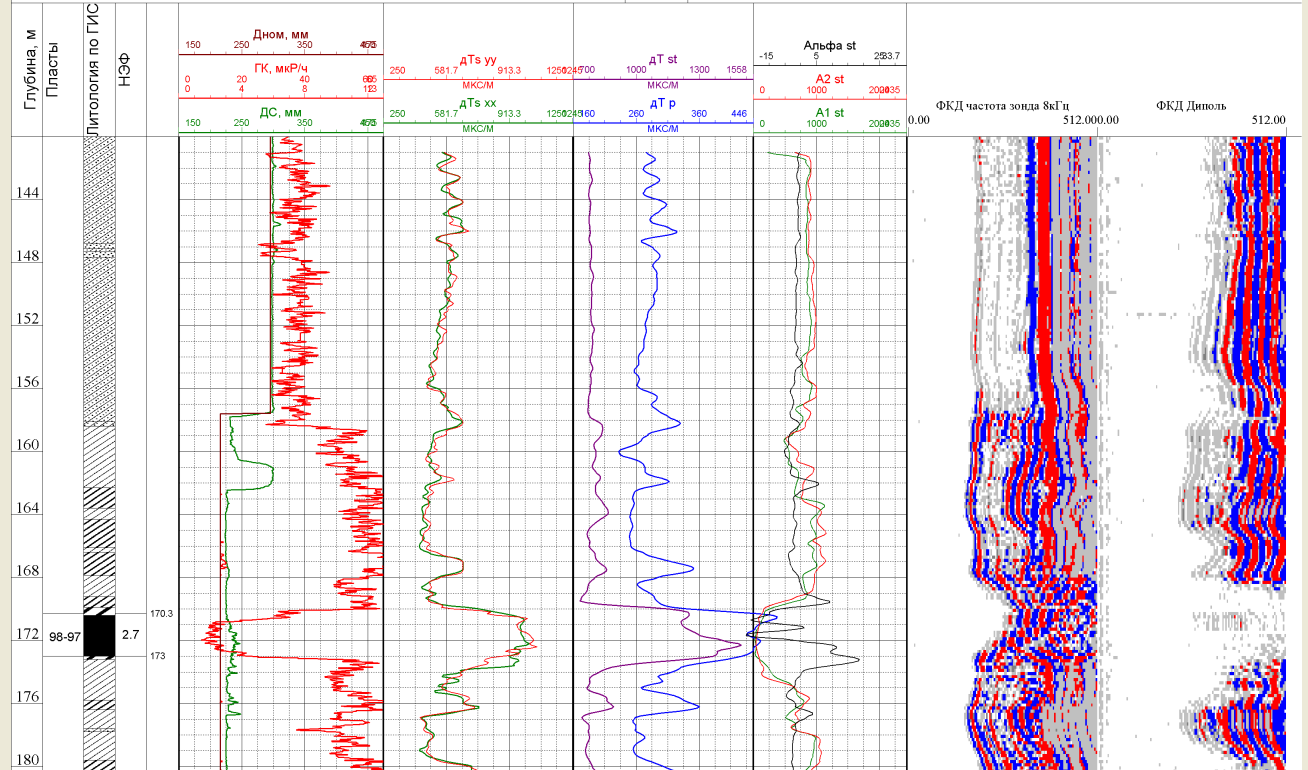 Глубина, м
Пласты
Литология по ГИС
НЭФ
Дном, мм
150 250 350
ГК, мкР/ч
0 20 40
0 4 8
ДС, мм
150 250 350
дTs yy
250 581.7 913.3
МКС/М
дTs xx
250 581.7 913.3
МКС/М
дT st
700 1000 1300 1558
МКС/М
дT p
160 260 360 446
МКС/М
Альфа st
-15 5
A2 st
0 1000
A1 st
0 1000
ФКД частота зонда 8кГц
0.00 512.00
ФКД Диполь
0.00 512.00
144
148
152
156
160
164
168
170.3
172
98-97
2.7
173
176
180